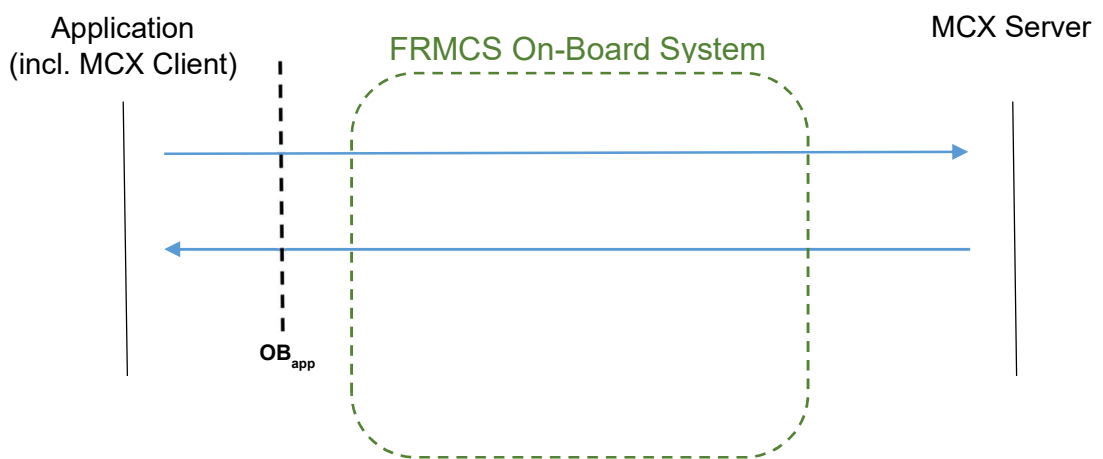 Application
(incl. MCX Client)
FRMCS On-Board System
MCX Server
OBapp